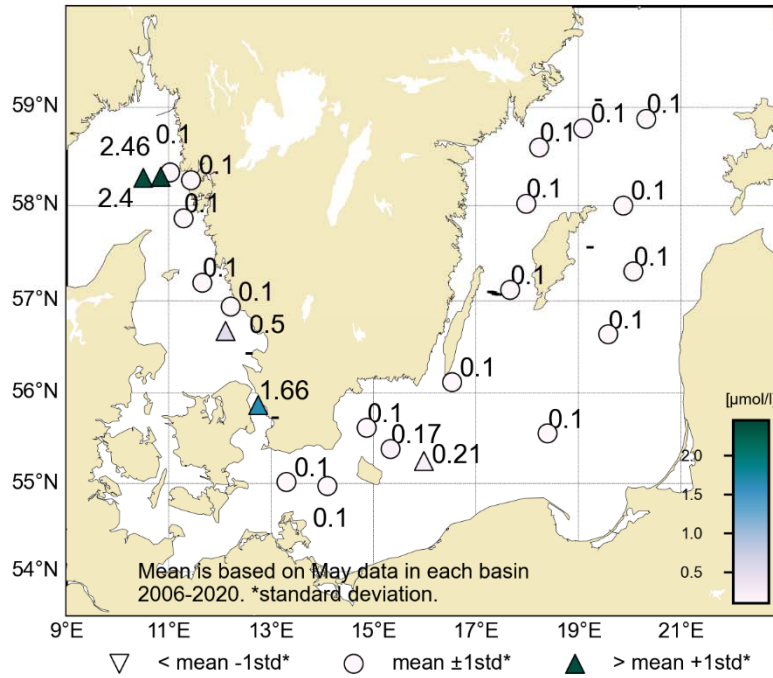 59°N
58°N
57°N
56°N
55°N
54°N
0.1
0.1
0.1
0.1
2.46
0.1
0.1
2.4
0.1
0.1
0.1
0.1
0.1
0.1
0.1
0.5
0.1
0.1
1.66
0.1
0.17
0.21
0.1
0.1
0.1
[µmol/l]
2.0
1.5
1.0
0.5
Mean is based on May data in each basin
2006-2020. *standard deviation.
9°E 11°E 13°E 15°E 17°E 19°E 21°E
< mean -1std* mean ±1std* > mean +1std*